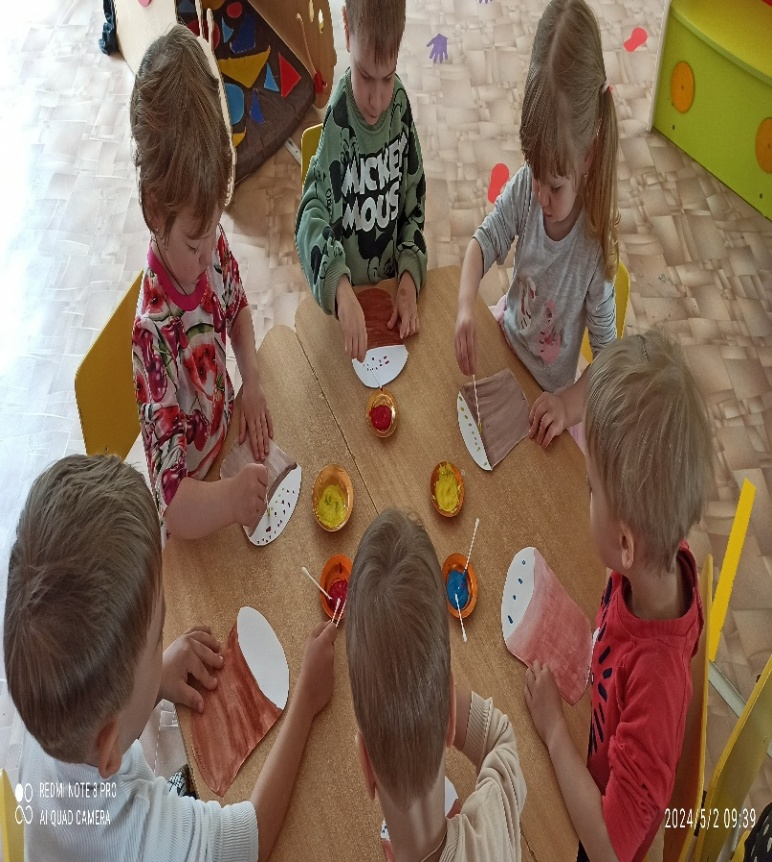 MICKEY
MOUS
REDMI NOTE 8 PRO
AI QUAD CAMERA
2024/5/2 09:39